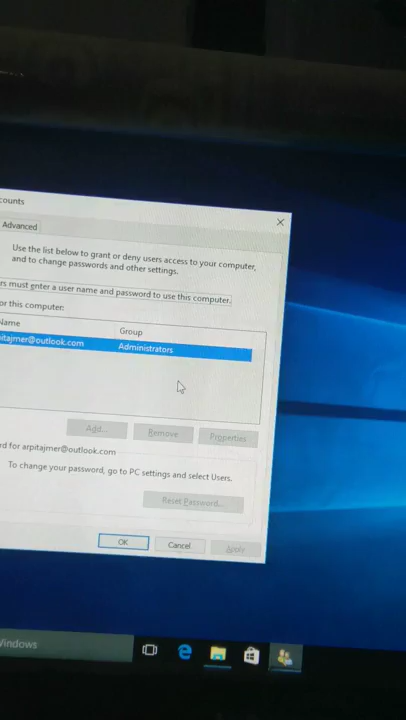 counts
Advanced
Use the list below to grant or deny users access to your computer,
and to change passwords and other settings.
rs must enter a user name and password to use this computer.
or this computer:
Name Group
pitajmer@outlook.com Administrators
Add... Remove Properties
rd for arpitajmer@outlook.com
To change your password, go to PC settings and select Users.
Reset Password...
OK Cancel Apply
Windows